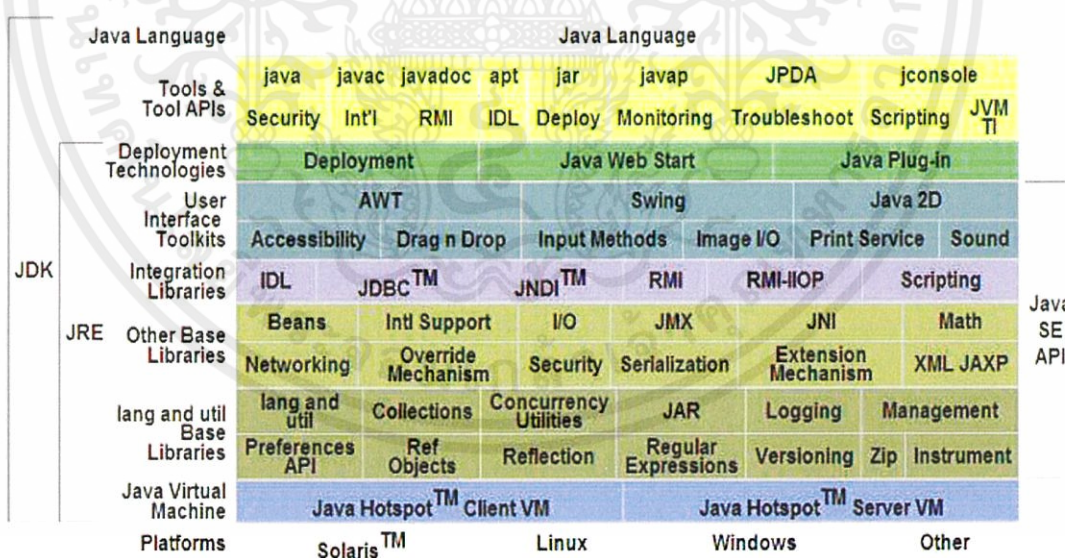 Java Language Java Language
Tools & Tool APIs
java javac javadoc apt jar javap JPDA jconsole
Security Int'l RMI IDL Deploy Monitoring Troubleshoot Scripting JVM TI
Deployment Technologies
Deployment Java Web Start Java Plug-in
User Interface Toolkits
AWT Swing Java 2D
Accessibility Drag n Drop Input Methods Image I/O Print Service Sound
JDK
Integration Libraries
IDL JDBC™ JNDI™ RMI RMI-IIOP Scripting
JRE
Other Base Libraries
Beans Intl Support I/O JMX JNI Math
Java SE API
Networking Override Mechanism Security Serialization Extension Mechanism XML JAXP
lang and util Base Libraries
lang and util Collections Concurrency Utilities JAR Logging Management
Preferences API Ref Objects Reflection Regular Expressions Versioning Zip Instrument
Java Virtual Machine
Java Hotspot™ Client VM Java Hotspot™ Server VM
Platforms Solaris™ Linux Windows Other